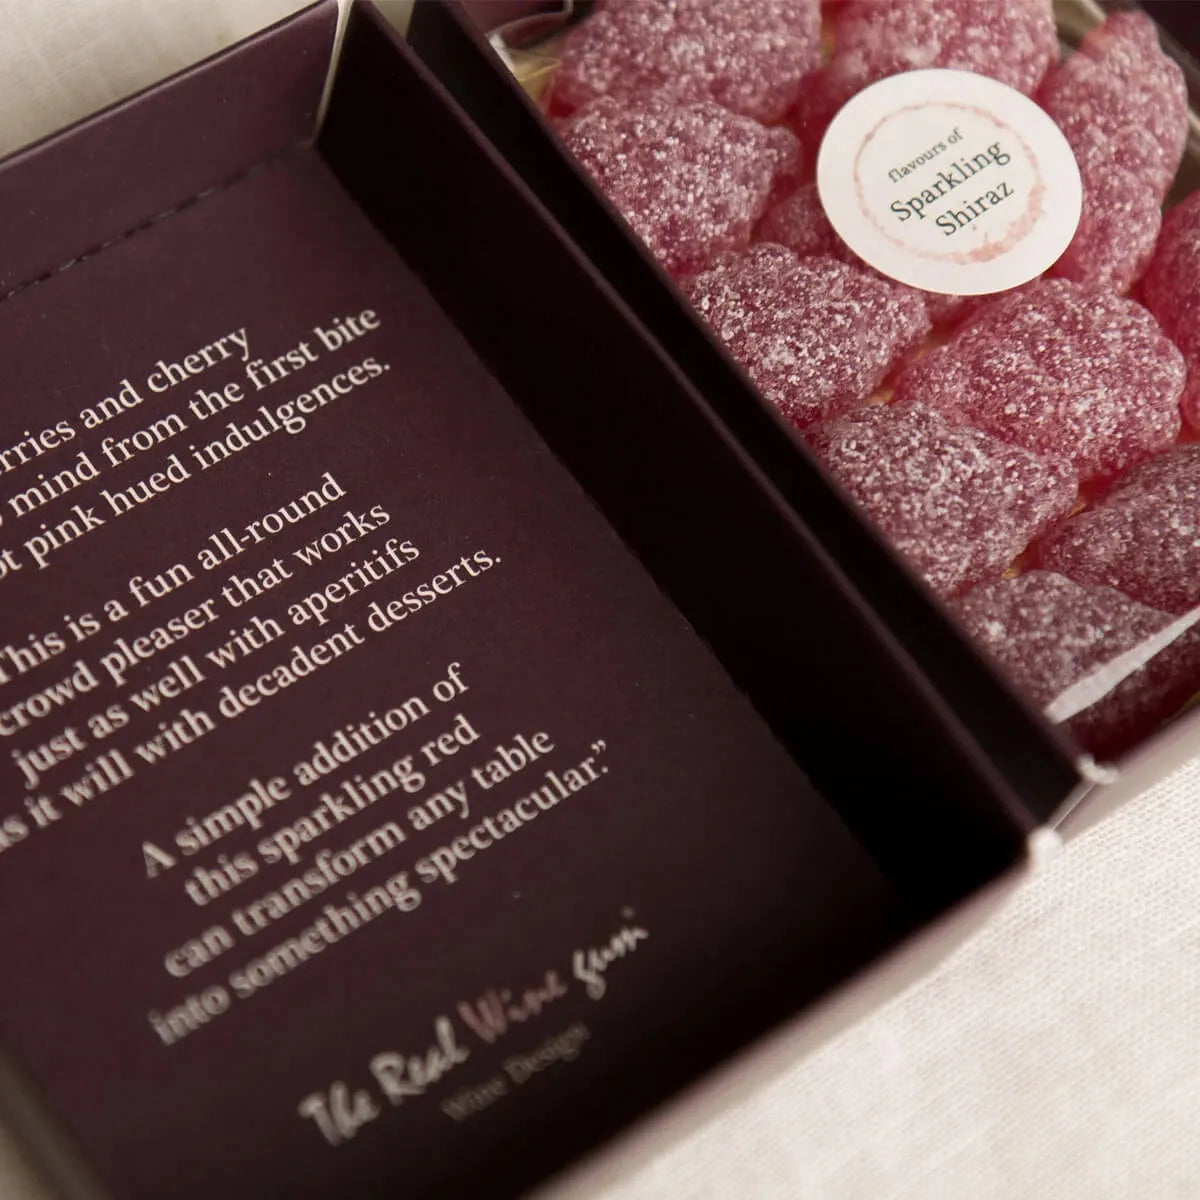 and cherry
mind from the first bite
pink hued indulgences.
This is a fun all-round
crowd pleaser that works
just as well with aperitifs
as it will with decadent desserts.
A simple addition of
this sparkling red
can transform any table
into something spectacular."
The Real Wine gum
Wine Design
flavours of
Sparkling
Shiraz